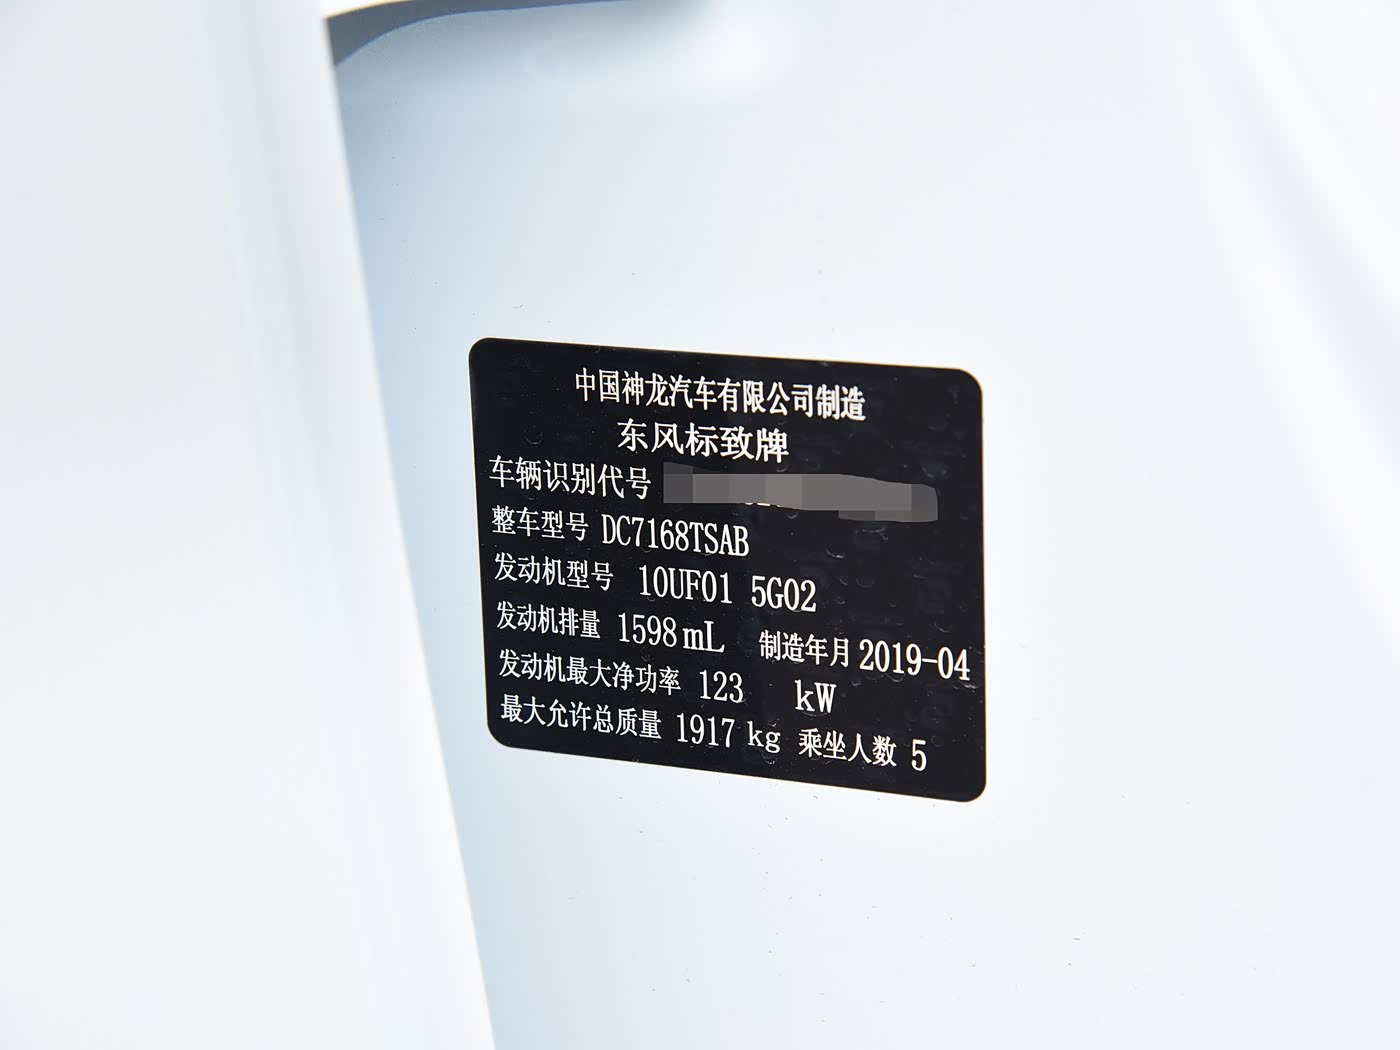 中国神龙汽车有限公司制造
东风标致牌
车辆识别代号
整车型号 DC7168TSAB
发动机型号 10UF01 5G02
发动机排量 1598 mL 制造年月 2019-04
发动机最大净功率 123 kW
最大允许总质量 1917 kg 乘坐人数 5